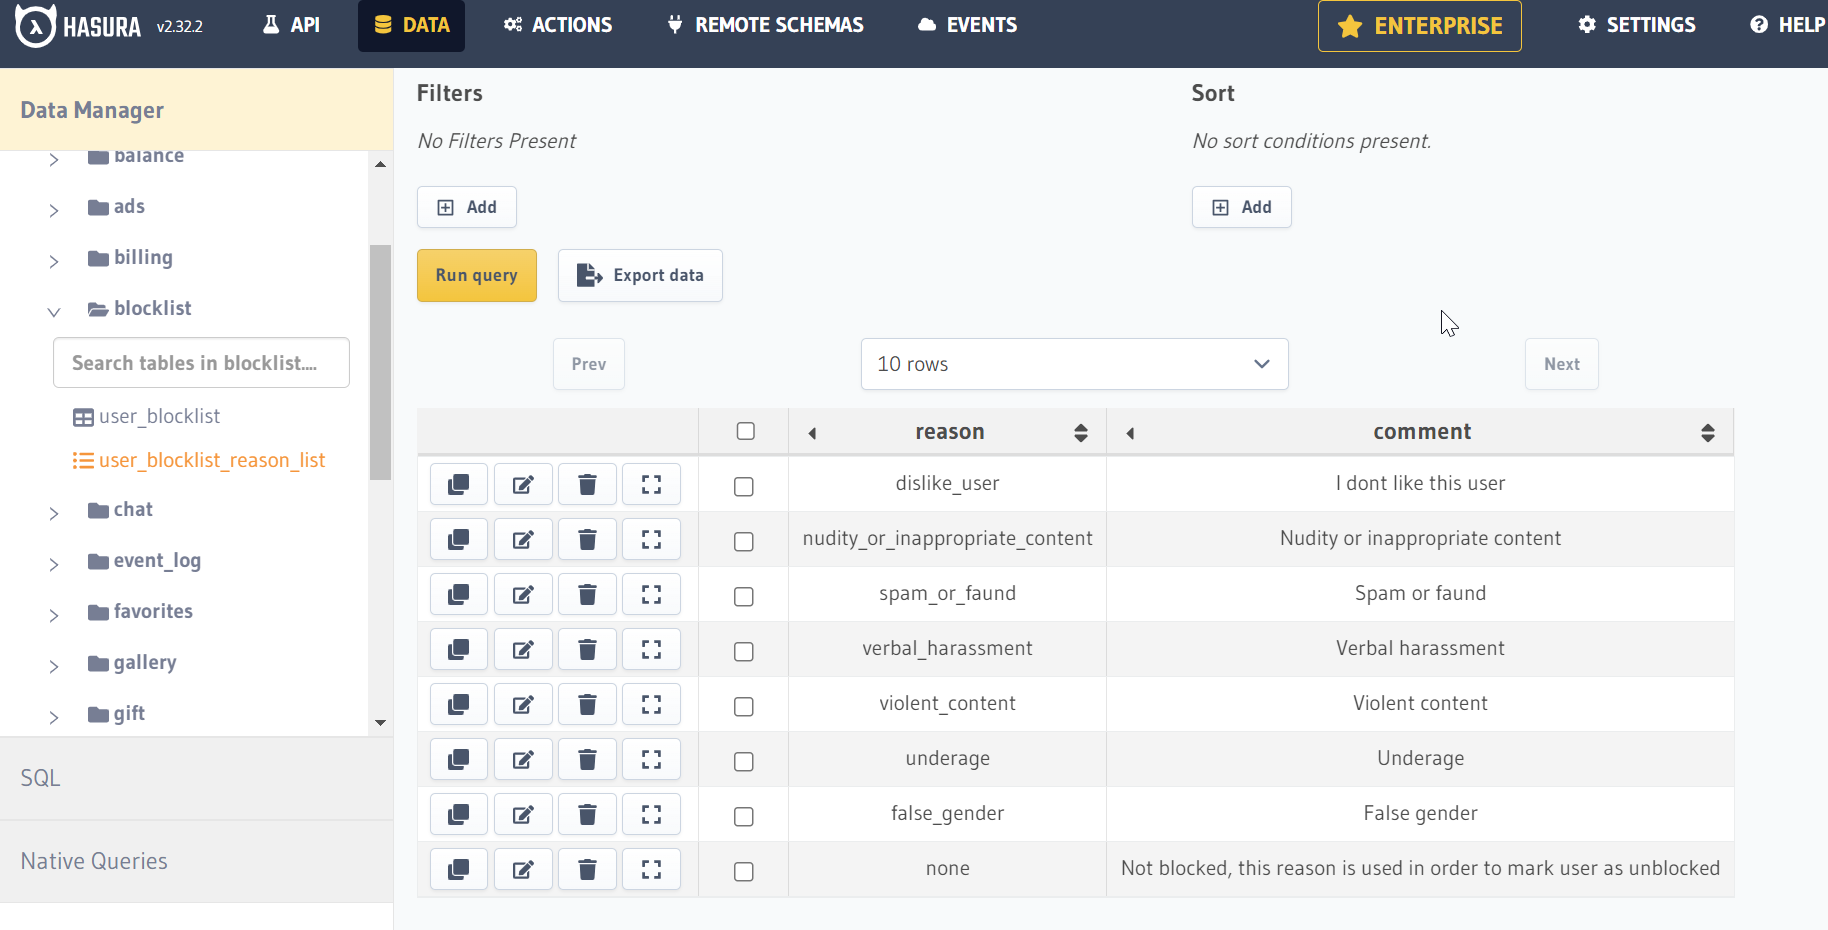 HASURA v2.32.2 API DATA ACTIONS REMOTE SCHEMAS EVENTS ENTERPRISE SETTINGS HELP
Data Manager
balance
ads
billing
blocklist
Search tables in blocklist....
user_blocklist
user_blocklist_reason_list
chat
event_log
favorites
gallery
gift
SQL
Native Queries
Filters
No Filters Present
Add
Sort
No sort conditions present.
Add
Run query Export data
Prev 10 rows Next
reason comment
dislike_user I dont like this user
nudity_or_inappropriate_content Nudity or inappropriate content
spam_or_faund Spam or faund
verbal_harassment Verbal harassment
violent_content Violent content
underage Underage
false_gender False gender
none Not blocked, this reason is used in order to mark user as unblocked